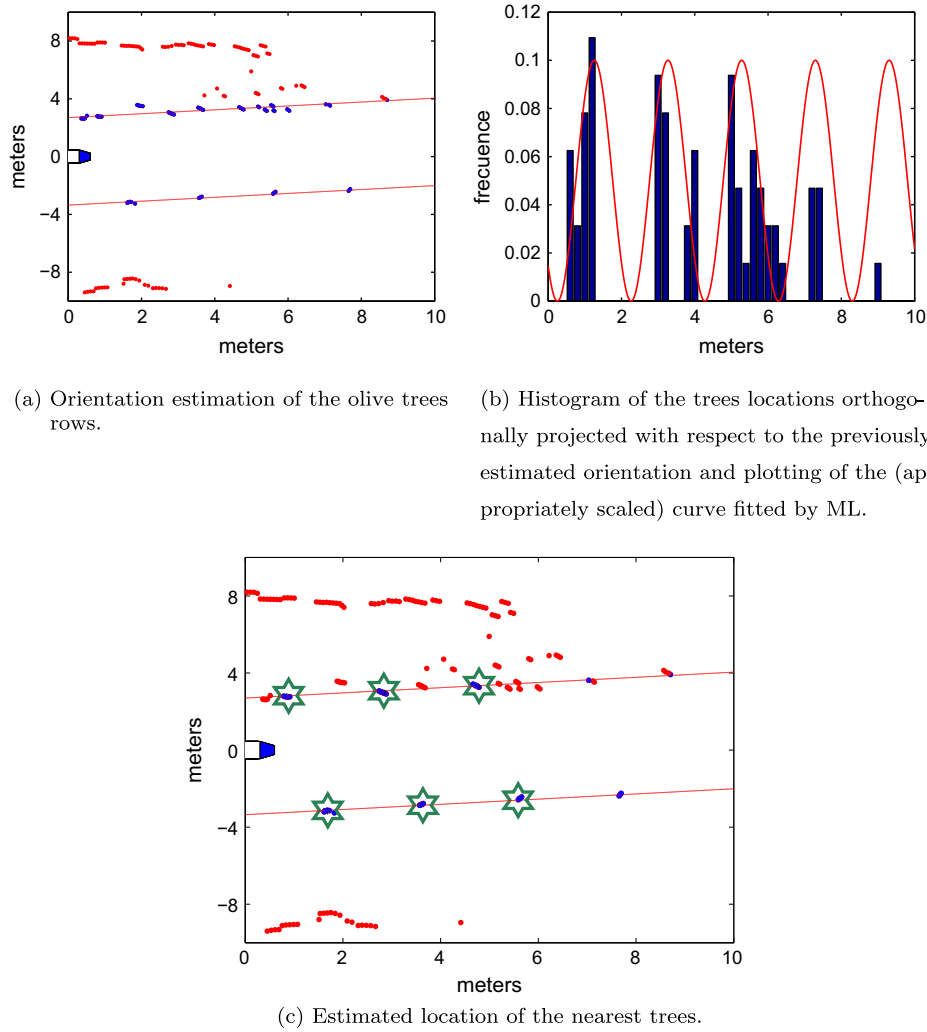 8
4
0
−4
−8
meters
0
2
4
6
8
10
meters
0.12
0.1
0.08
0.06
0.04
0.02
0
frecuence
0
2
4
6
8
10
meters
(a) Orientation estimation of the olive trees
rows.
(b) Histogram of the trees locations orthogo-
nally projected with respect to the previously
estimated orientation and plotting of the (ap-
propriately scaled) curve fitted by ML.
8
4
0
−4
−8
meters
0
2
4
6
8
10
meters
(c) Estimated location of the nearest trees.